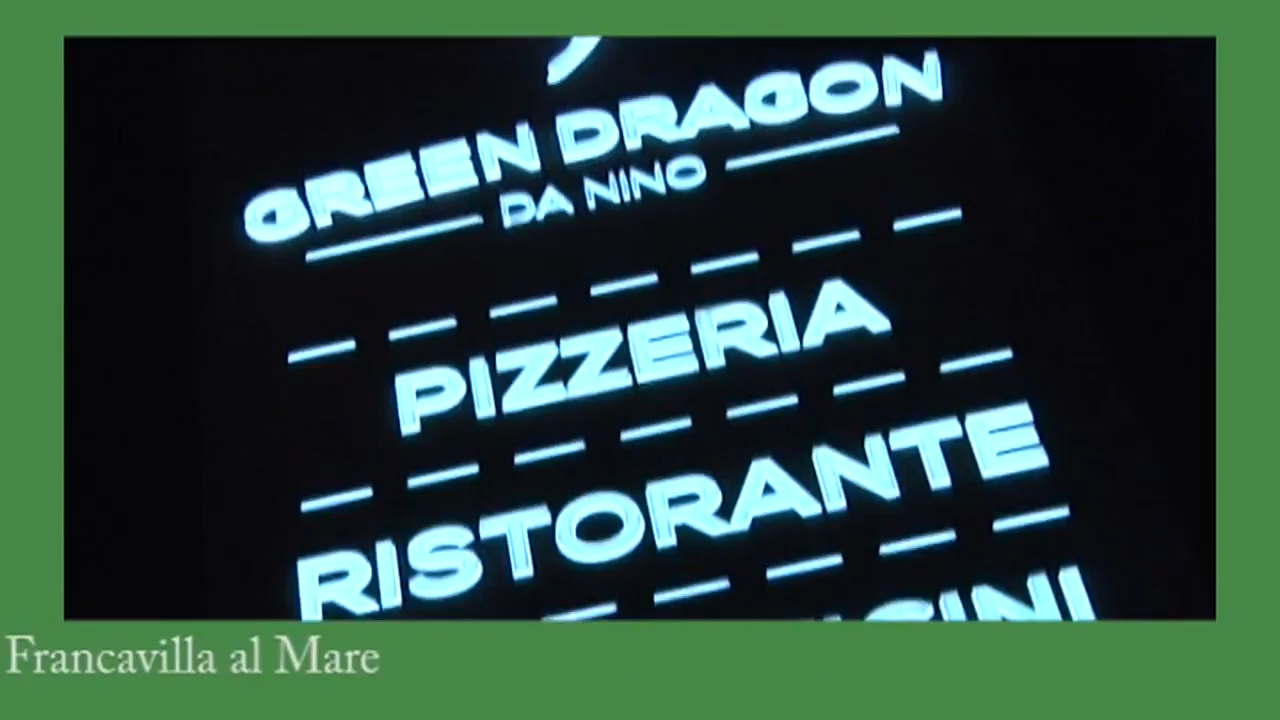 GREEN DRAGON
DA NINO
PIZZERIA
RISTORANTE
Francavilla al Mare